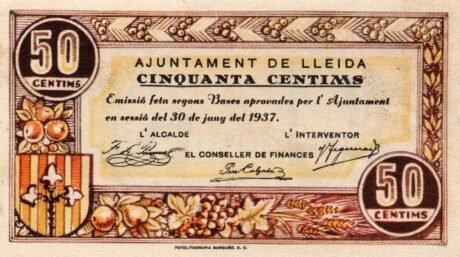 50
CENTIMS
AJUNTAMENT DE LLEIDA
CINQUANTA CENTIMS
Emissió feta segons Bases aprovades per l'Ajuntament
en sessió del 30 de juny del 1937.
L'ALCALDE
L'INTERVENTOR
EL CONSELLER DE FINANCES
50
CENTIMS
FOTOLITOGRAFIA BARGUÑÓ, E. C.